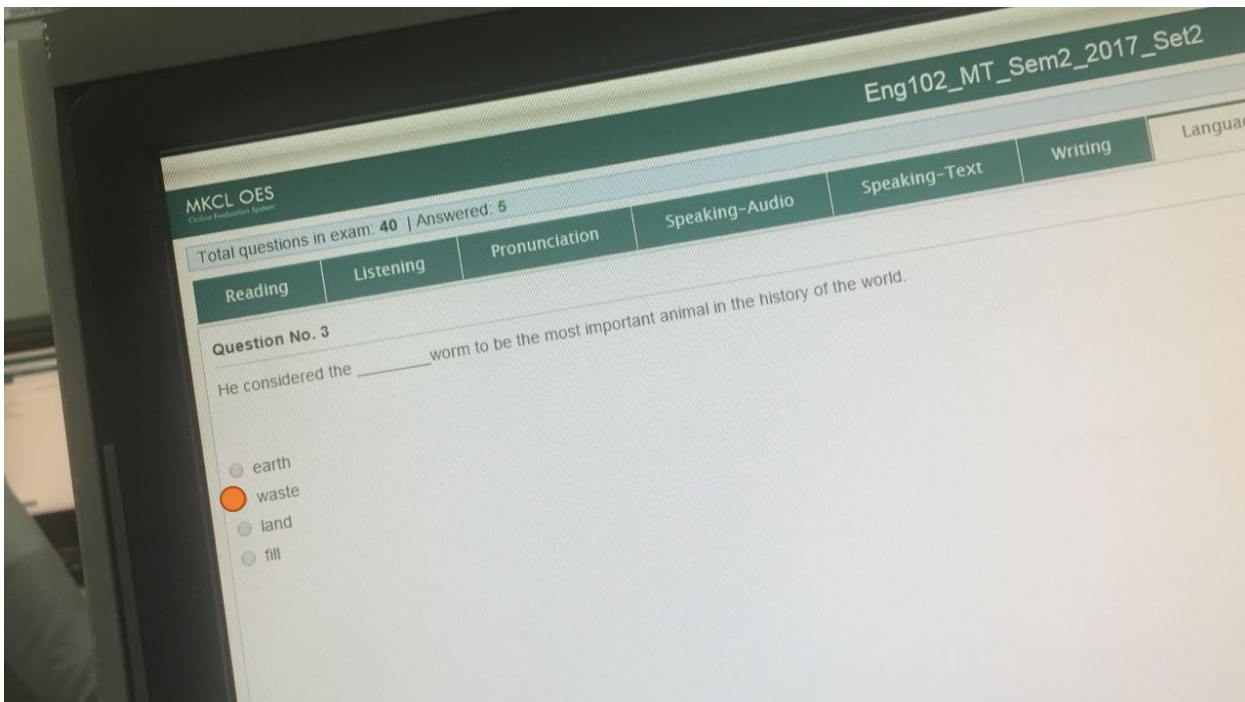 Eng102_MT_Sem2_2017_Set2
MKCL OES
Online Evaluation System
Total questions in exam: 40 | Answered: 5
Reading
Listening
Pronunciation
Speaking-Audio
Speaking-Text
Writing
Languag
Question No. 3
He considered the ________worm to be the most important animal in the history of the world.
earth
waste
land
fill